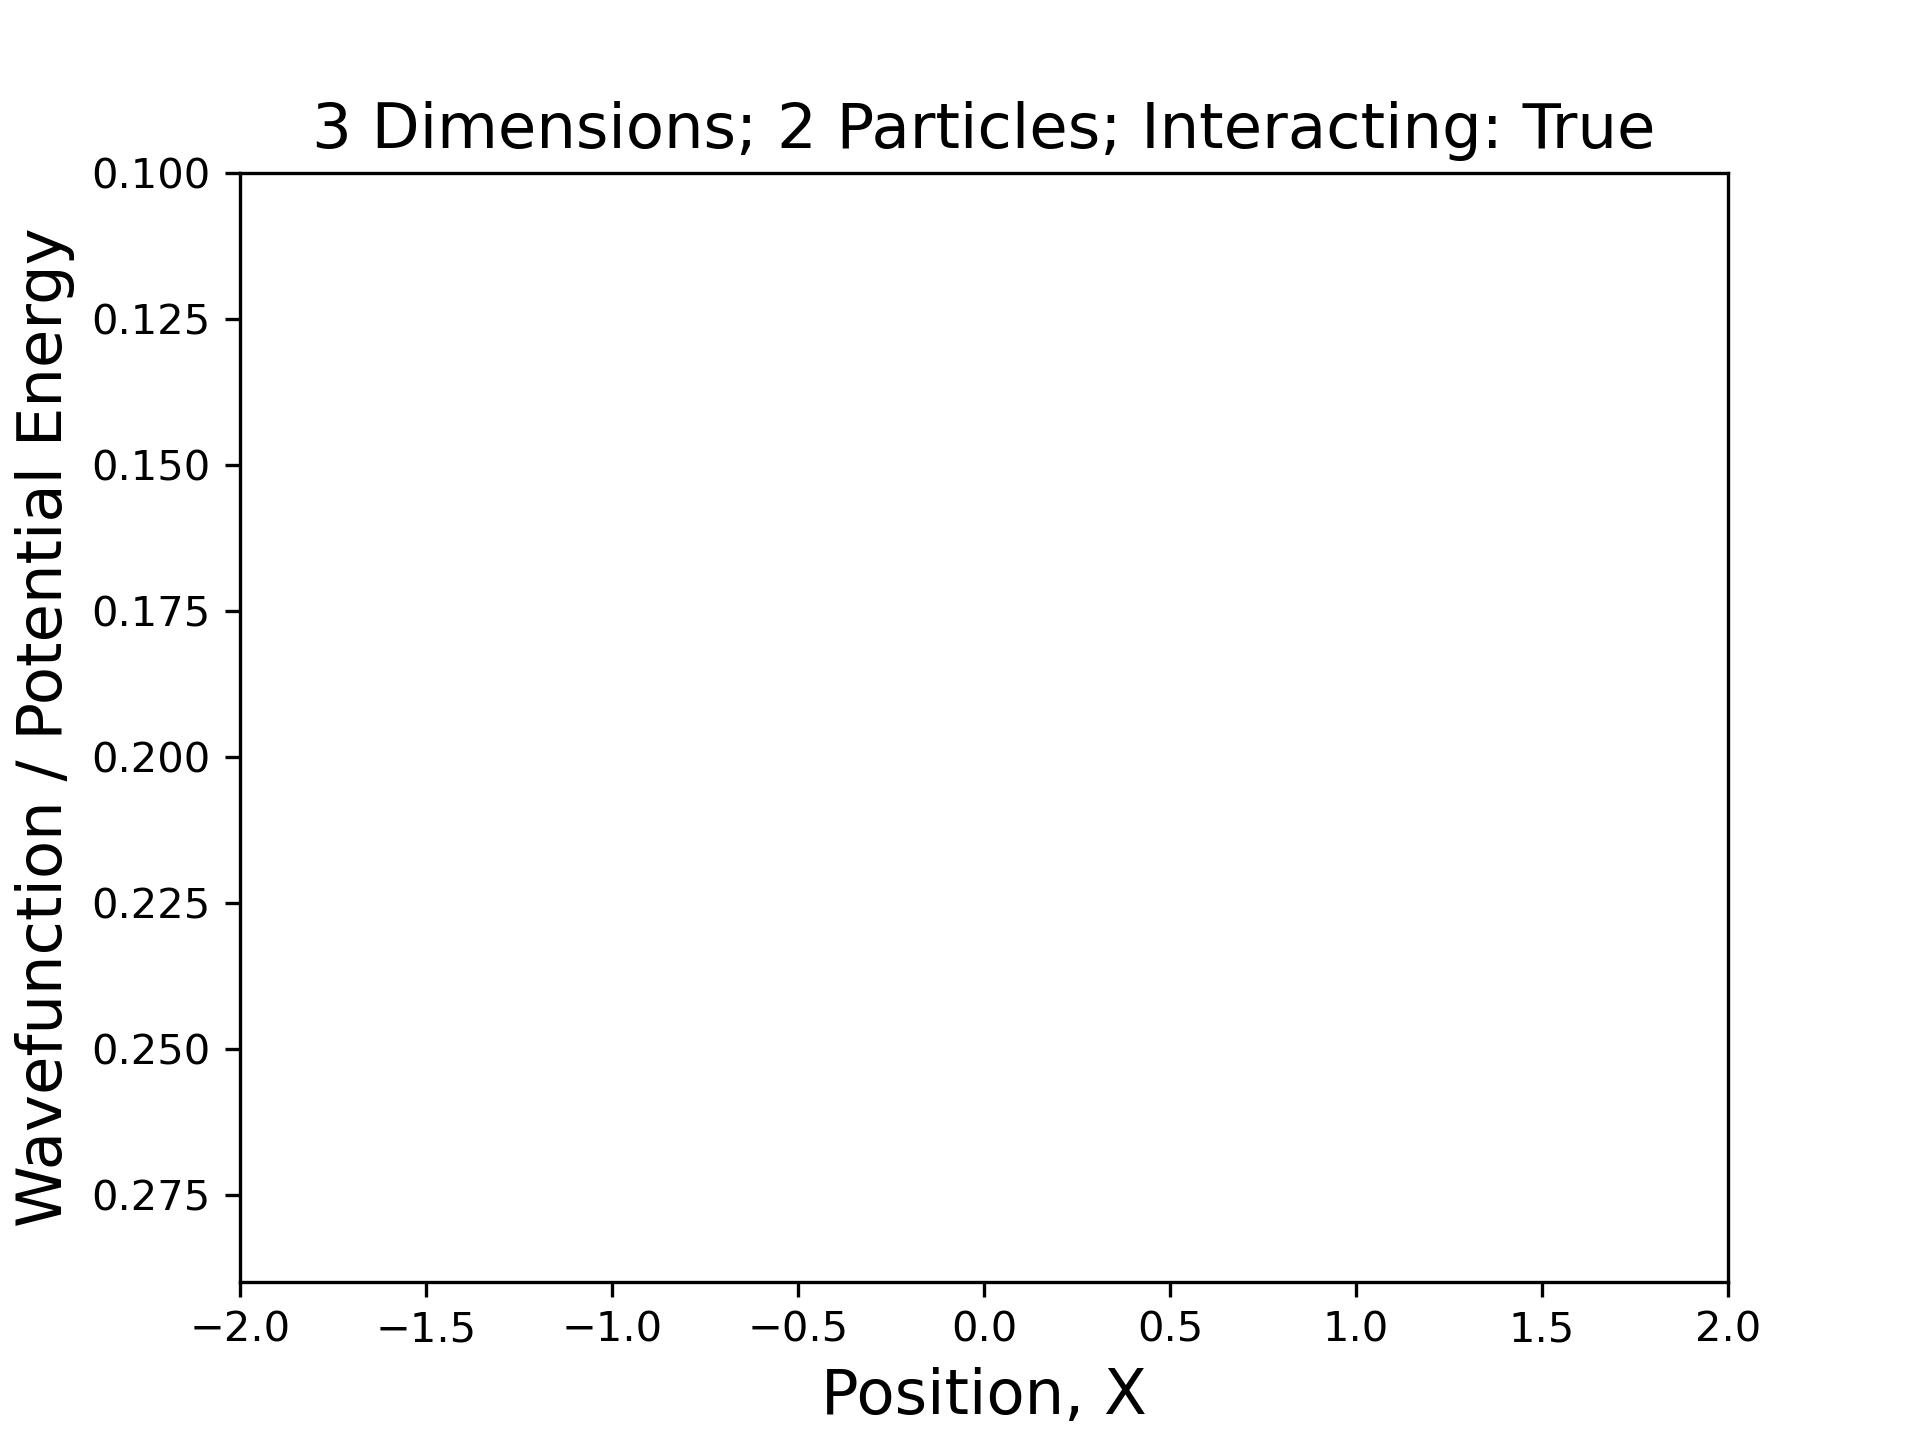 3 Dimensions; 2 Particles; Interacting: True
Wavefunction / Potential Energy
0.100
0.125
0.150
0.175
0.200
0.225
0.250
0.275
−2.0 −1.5 −1.0 −0.5 0.0 0.5 1.0 1.5 2.0
Position, X